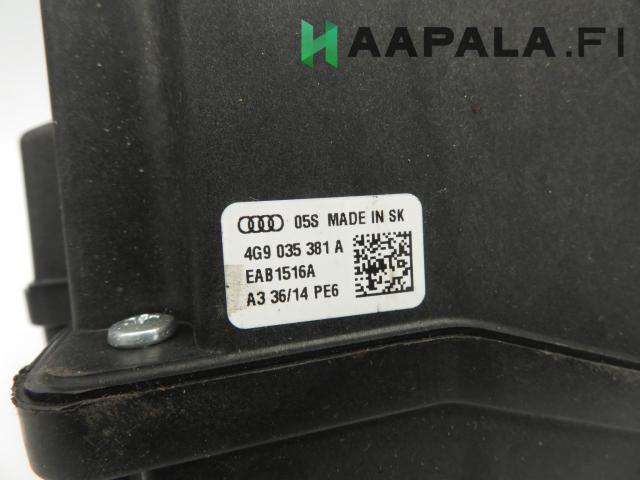 HAAPALA.FI
05S MADE IN SK
4G9 035 381 A
EAB1516A
A3 36/14 PE6